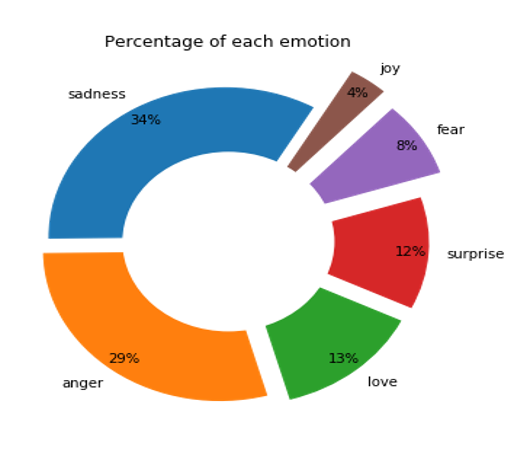 Percentage of each emotion
joy
4%
sadness
34%
fear
8%
12%
surprise
29%
anger
13%
love